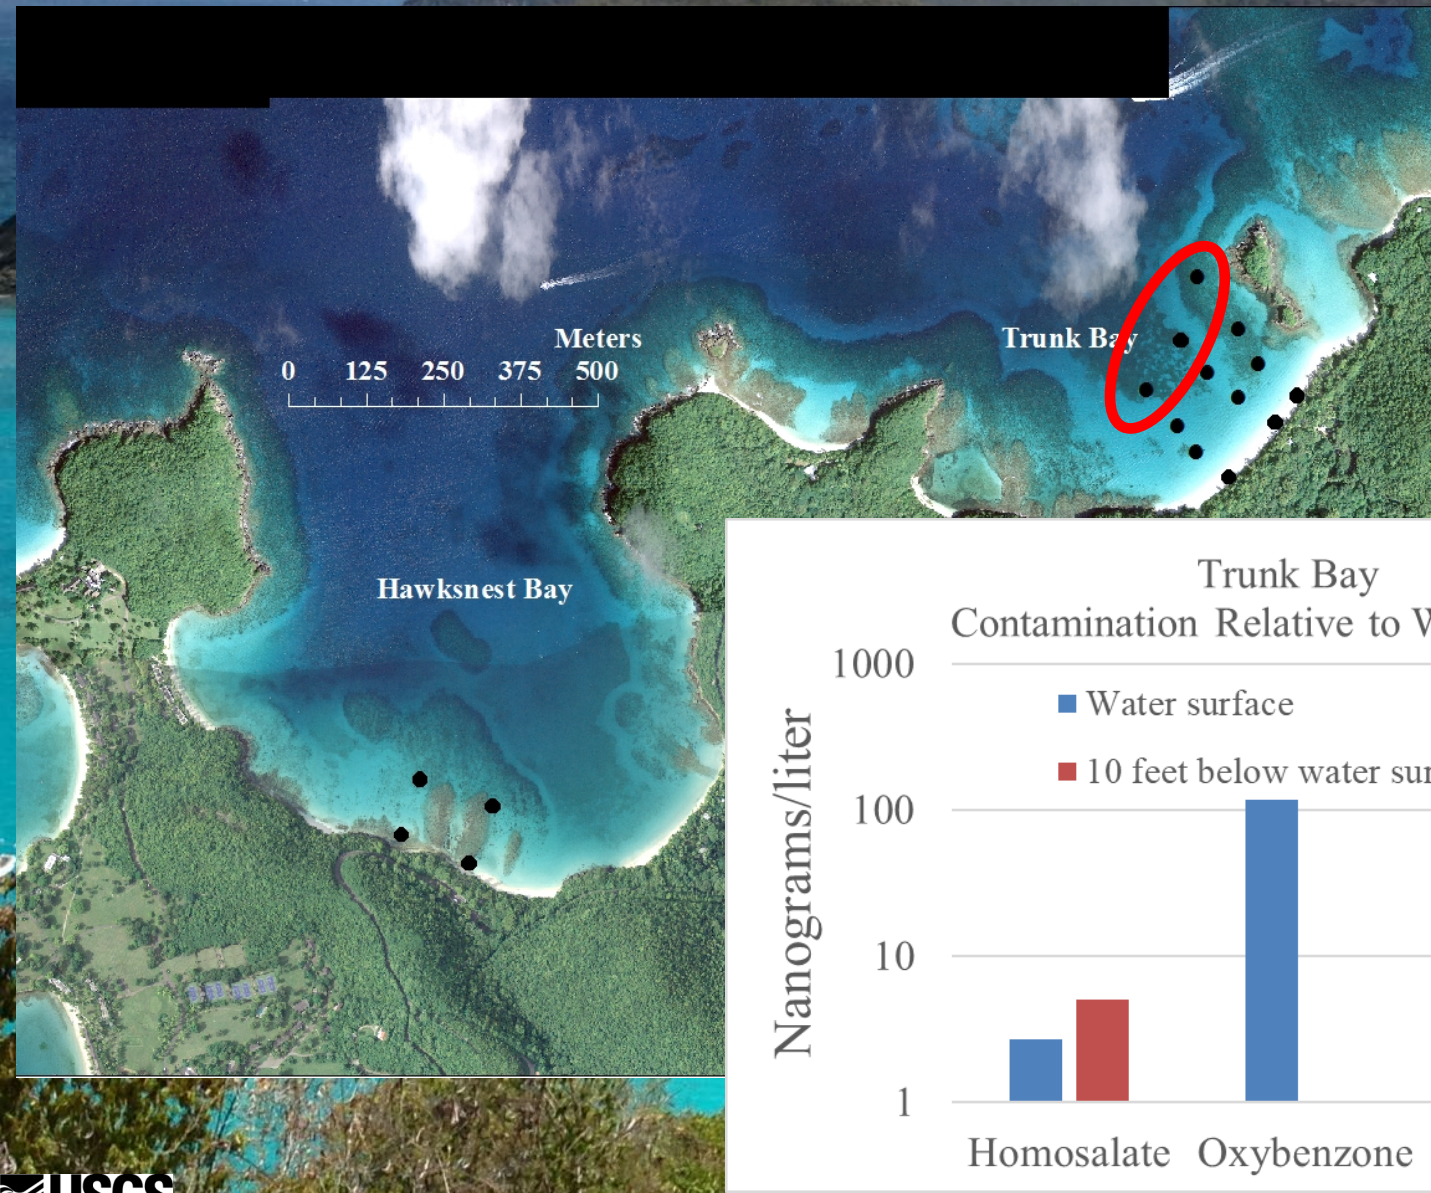 Meters
0 125 250 375 500
Trunk Bay
Hawksnest Bay
Trunk Bay
Contamination Relative to
1000
Water surface
10 feet below water
100
Nanograms/liter
10
1
Homosalate Oxybenzone
USGS